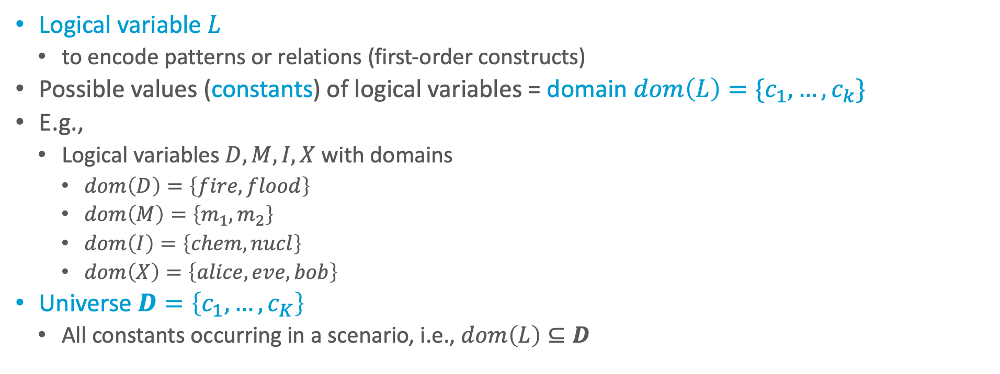 • Logical variable L
• to encode patterns or relations (first-order constructs)
• Possible values (constants) of logical variables = domain dom(L) = {c₁, … , cₖ}
• E.g.,
• Logical variables D, M, I, X with domains
• dom(D) = {fire, flood}
• dom(M) = {m₁, m₂}
• dom(I) = {chem, nucl}
• dom(X) = {alice, eve, bob}
• Universe D = {c₁, … , c_K}
• All constants occurring in a scenario, i.e., dom(L) ⊆ D